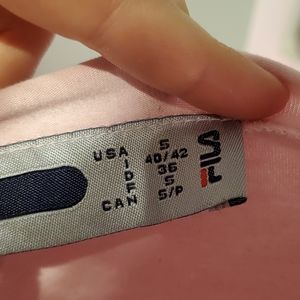 USA S
I 40/42
D 36
F S
CAN S/P
FILA